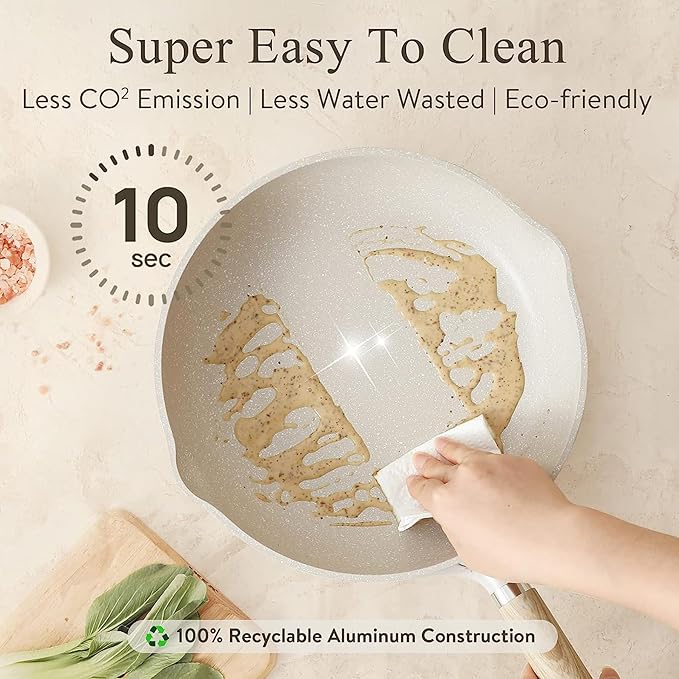 Super Easy To Clean
Less CO² Emission | Less Water Wasted | Eco-friendly
10
sec
100% Recyclable Aluminum Construction